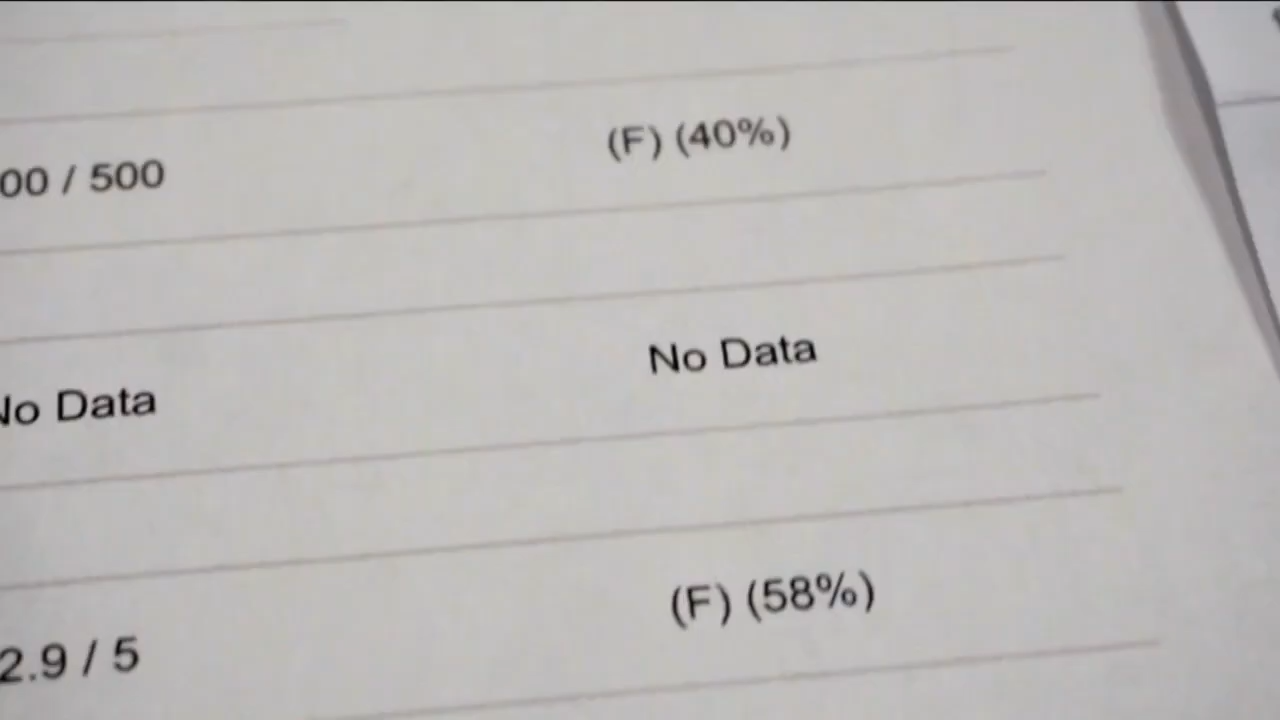 00 / 500 (F) (40%)
No Data No Data
2.9 / 5 (F) (58%)